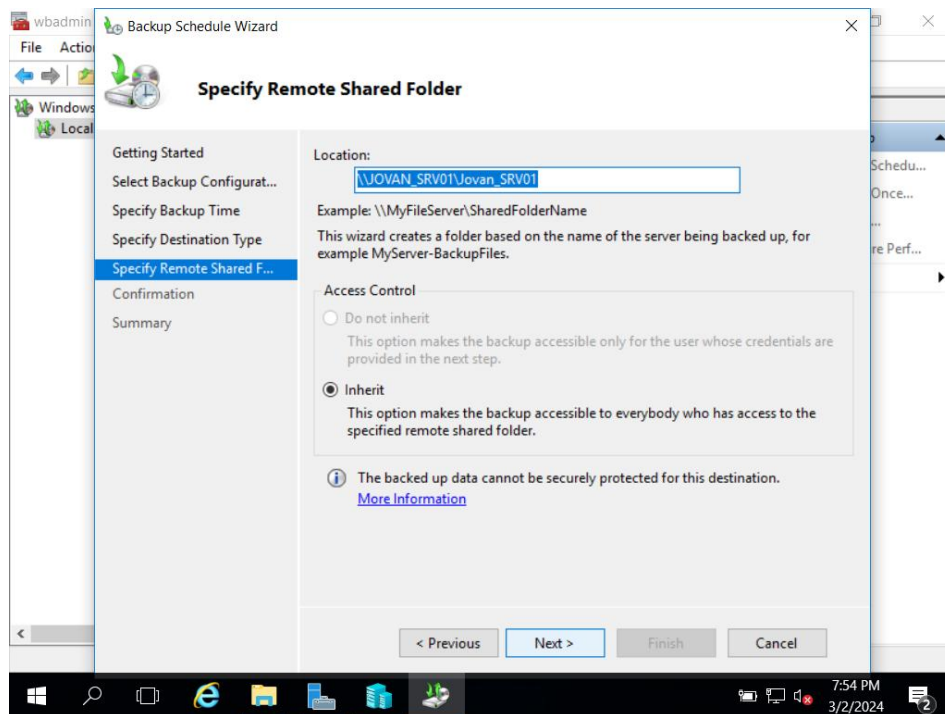 wbadmin
Backup Schedule Wizard
File Actio
Specify Remote Shared Folder
Windows
Local
Getting Started
Select Backup Configurat...
Specify Backup Time
Specify Destination Type
Specify Remote Shared F...
Confirmation
Summary
Location:
\\JOVAN_SRV01\Jovan_SRV01
Example: \\MyFileServer\SharedFolderName
This wizard creates a folder based on the name of the server being backed up, for
example MyServer-BackupFiles.
Access Control
Do not inherit
This option makes the backup accessible only for the user whose credentials are
provided in the next step.
Inherit
This option makes the backup accessible to everybody who has access to the
specified remote shared folder.
The backed up data cannot be securely protected for this destination.
More Information
Schedu...
Once...
...
re Perf...
< Previous
Next >
Finish
Cancel
7:54 PM
3/2/2024
2